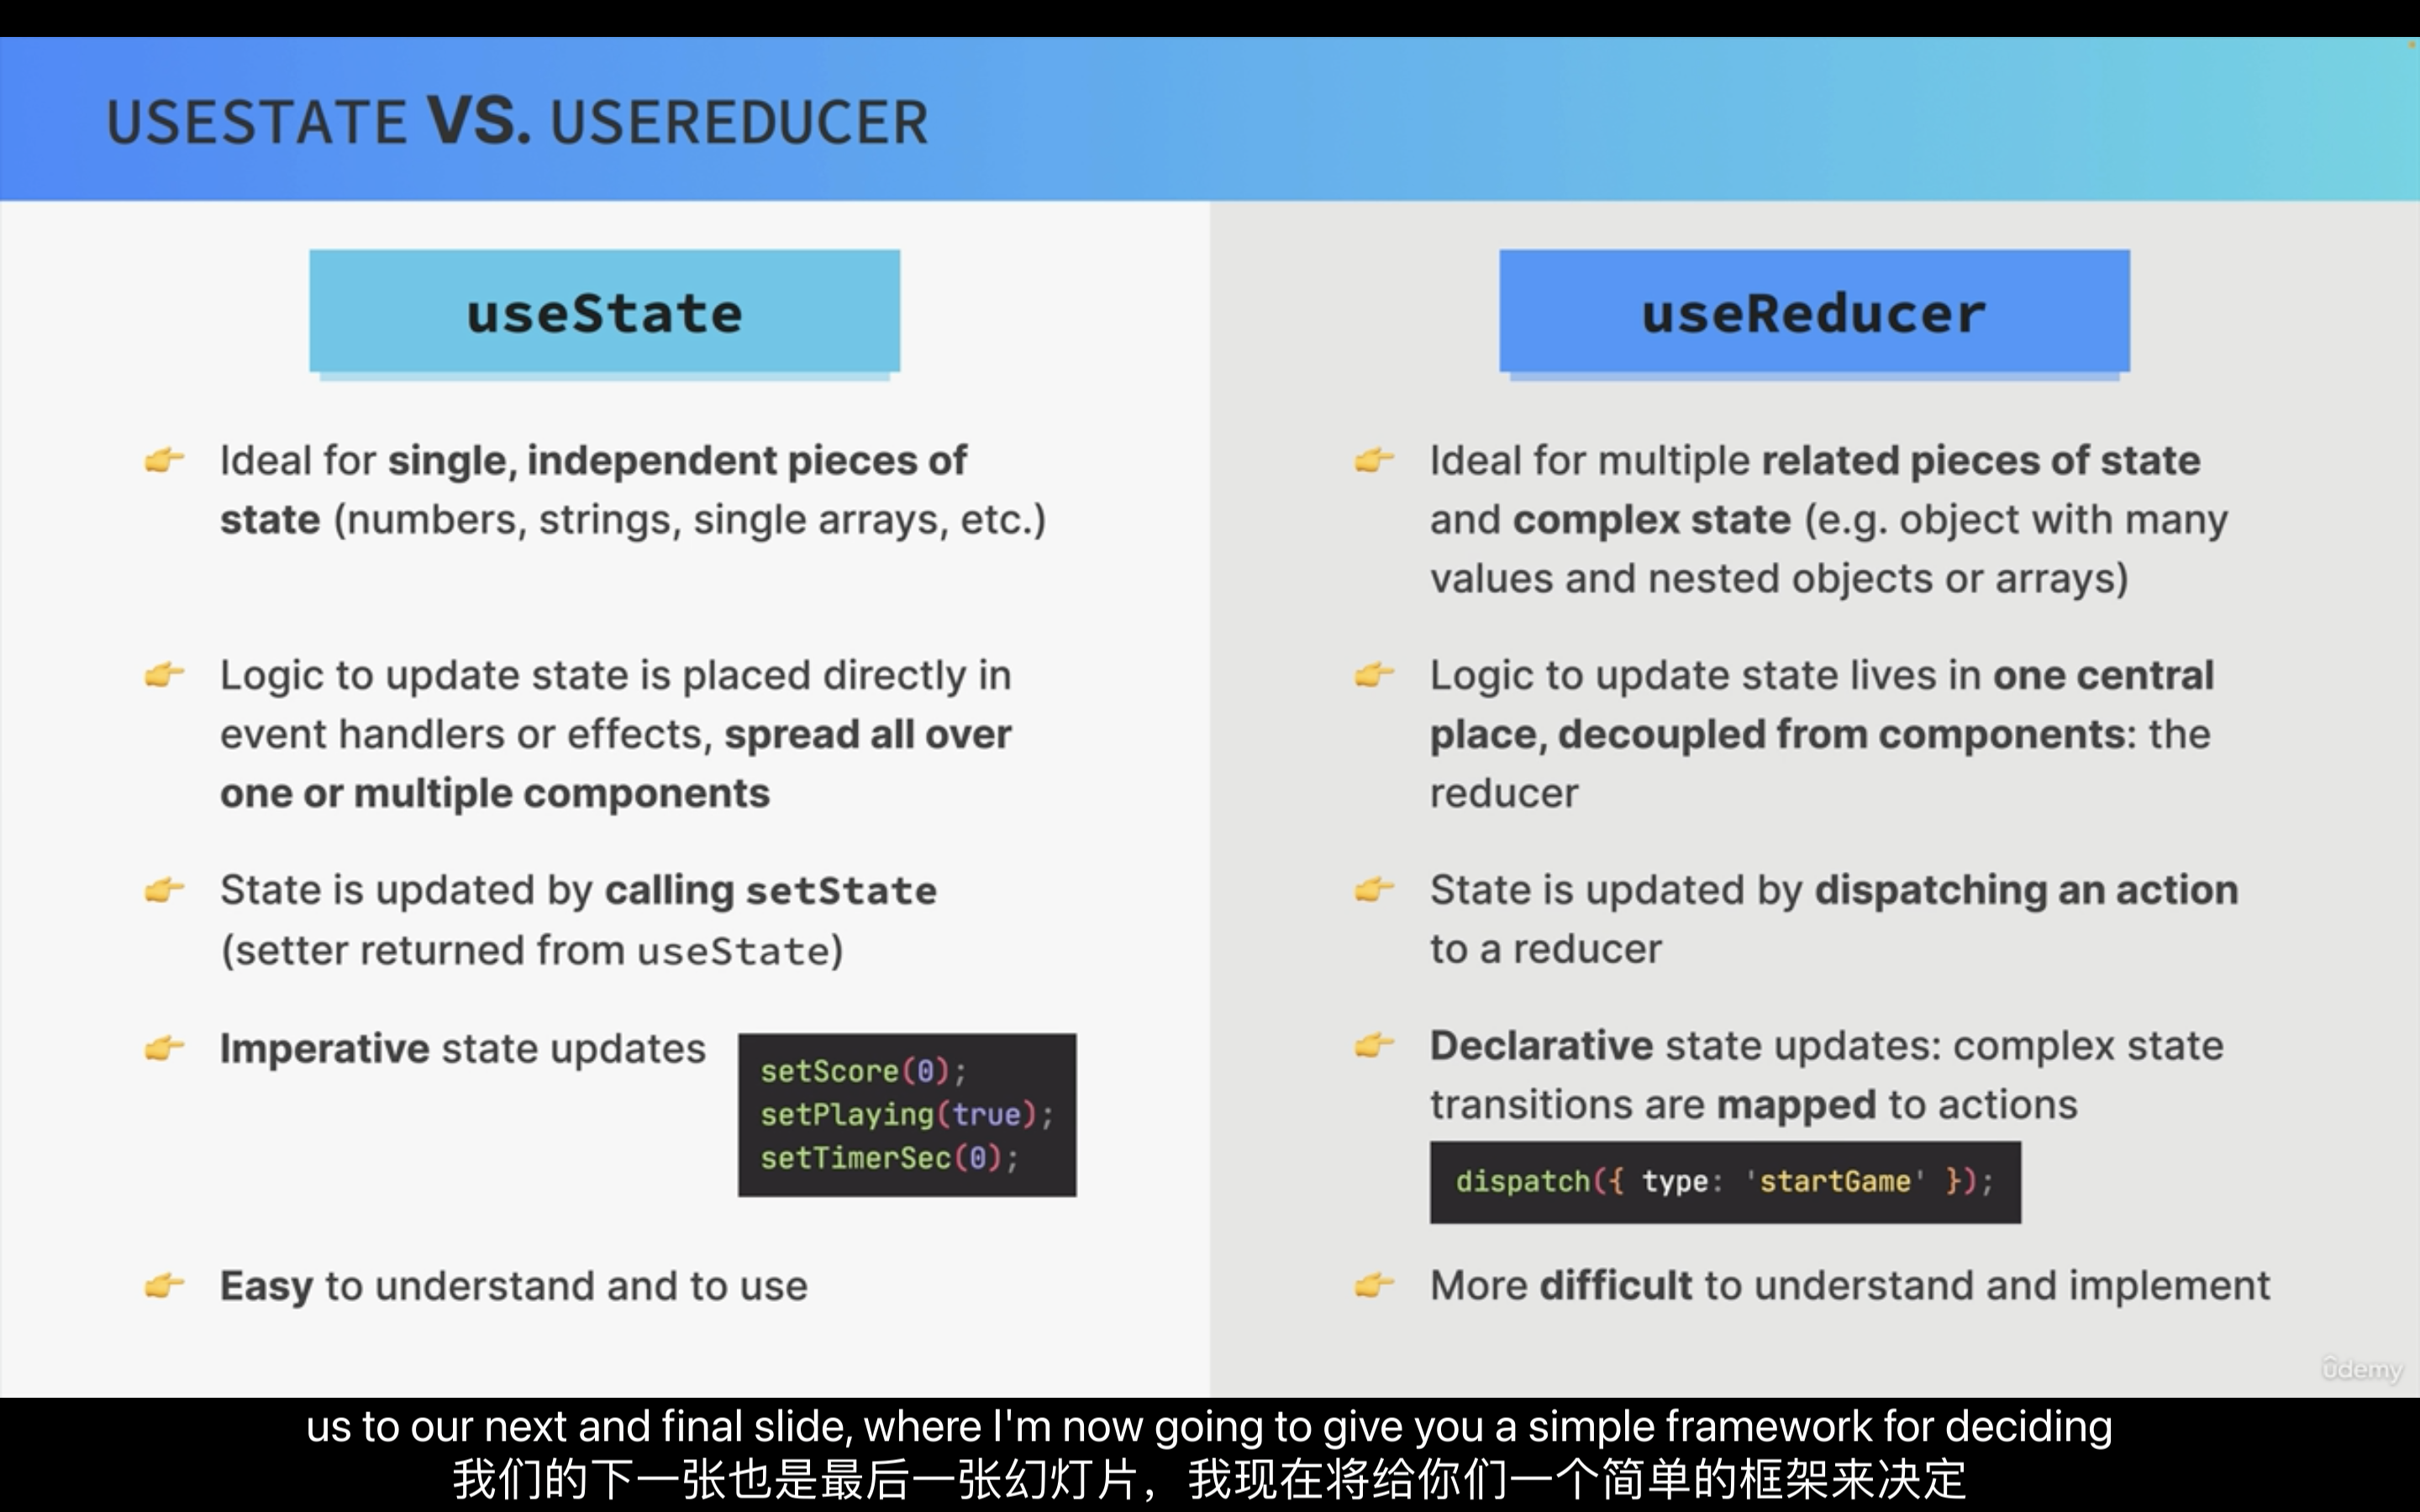 USESTATE VS. USEREDUCER
useState
Ideal for single, independent pieces of
state (numbers, strings, single arrays, etc.)
Logic to update state is placed directly in
event handlers or effects, spread all over
one or multiple components
State is updated by calling setState
(setter returned from useState)
Imperative state updates
setScore(0);
setPlaying(true);
setTimerSec(0);
Easy to understand and to use
useReducer
Ideal for multiple related pieces of state
and complex state (e.g. object with many
values and nested objects or arrays)
Logic to update state lives in one central
place, decoupled from components: the
reducer
State is updated by dispatching an action
to a reducer
Declarative state updates: complex state
transitions are mapped to actions
dispatch({ type: 'startGame' });
More difficult to understand and implement
ûdemy
us to our next and final slide, where I'm now going to give you a simple framework for deciding
我们的下一张也是最后一张幻灯片，我现在将给你们一个简单的框架来决定